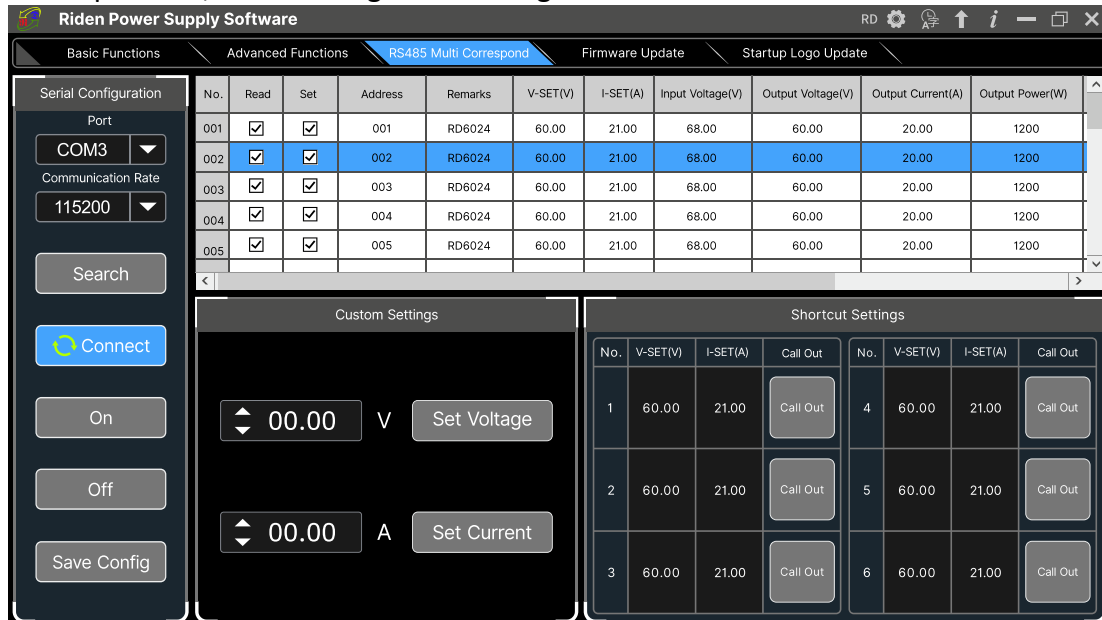 Riden Power Supply Software RD
Basic Functions Advanced Functions RS485 Multi Correspond Firmware Update Startup Logo Update
Serial Configuration
Port
COM3
Communication Rate
115200
Search
Connect
On
Off
Save Config
No. Read Set Address Remarks V-SET(V) I-SET(A) Input Voltage(V) Output Voltage(V) Output Current(A) Output Power(W)
001 001 RD6024 60.00 21.00 68.00 60.00 20.00 1200
002 002 RD6024 60.00 21.00 68.00 60.00 20.00 1200
003 003 RD6024 60.00 21.00 68.00 60.00 20.00 1200
004 004 RD6024 60.00 21.00 68.00 60.00 20.00 1200
005 005 RD6024 60.00 21.00 68.00 60.00 20.00 1200
Custom Settings
00.00 V Set Voltage
00.00 A Set Current
Shortcut Settings
No. V-SET(V) I-SET(A) Call Out No. V-SET(V) I-SET(A) Call Out
1 60.00 21.00 Call Out 4 60.00 21.00 Call Out
2 60.00 21.00 Call Out 5 60.00 21.00 Call Out
3 60.00 21.00 Call Out 6 60.00 21.00 Call Out